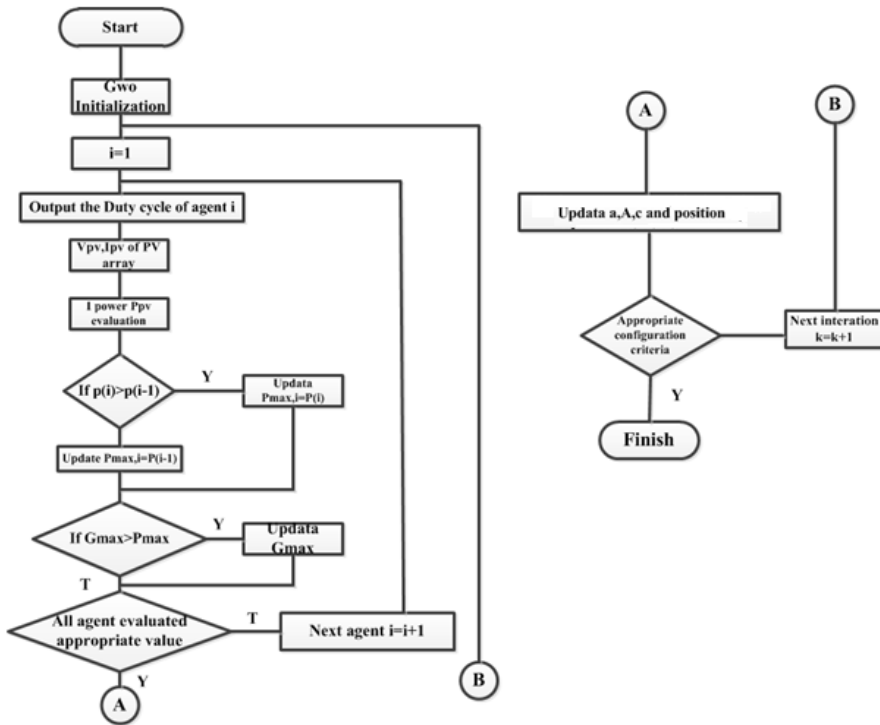 Start
Gwo
Initialization
i=1
Output the Duty cycle of agent i
Vpv,Ipv of PV
array
1 power Ppv
evaluation
If p(i)>p(i-1)
Y
Updata
Pmax,i=P(i)
Update Pmax,i=P(i-1)
If Gmax>Pmax
Y
Updata
Gmax
T
All agent evaluated
appropriate value
T
Next agent i=i+1
Y
A
B
A
B
Updata a,A,c and position
Appropriate
configuration
criteria
Next interation
k=k+1
Y
Finish